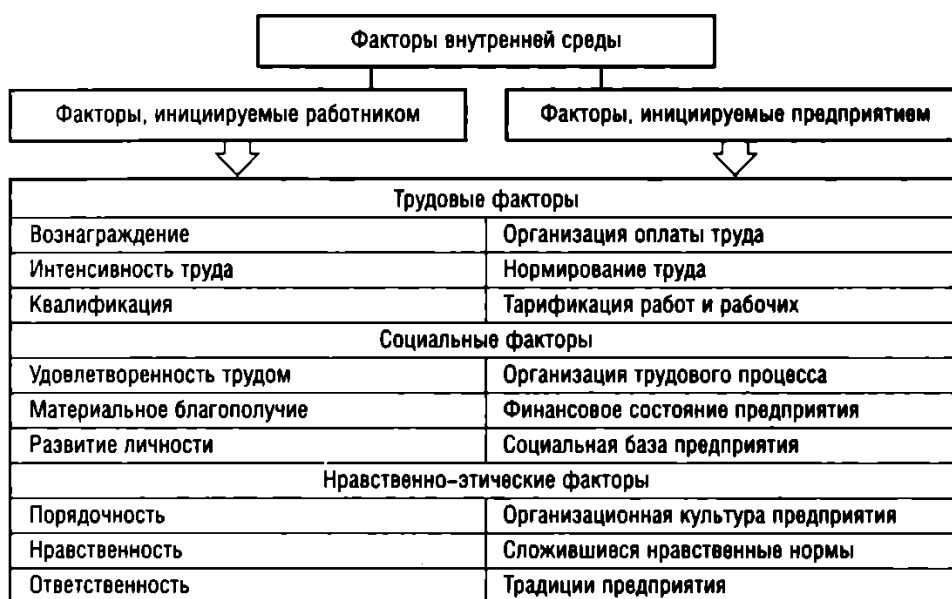 Факторы внутренней среды
Факторы, инициируемые работником
Факторы, инициируемые предприятием
Трудовые факторы
Вознаграждение
Организация оплаты труда
Интенсивность труда
Нормирование труда
Квалификация
Тарификация работ и рабочих
Социальные факторы
Удовлетворенность трудом
Организация трудового процесса
Материальное благополучие
Финансовое состояние предприятия
Развитие личности
Социальная база предприятия
Нравственно-этические факторы
Порядочность
Организационная культура предприятия
Нравственность
Сложившиеся нравственные нормы
Ответственность
Традиции предприятия